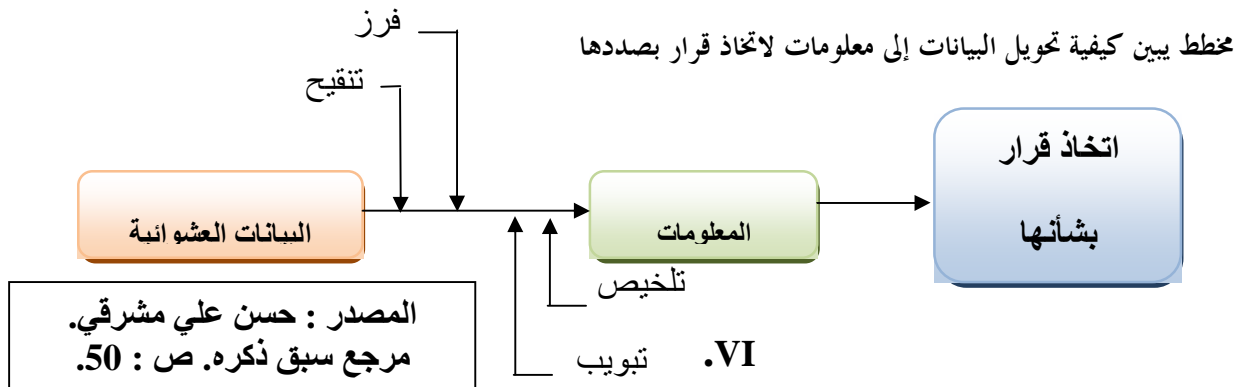 مخطط يبين كيفية تحويل البيانات إلى معلومات لاتخاذ قرار بصددها
فرز
تنقيح
اتخاذ قرار
بشأنها
المعلومات
البيانات العشوائية
تلخيص
تبويب
VI.
المصدر : حسن علي مشرقي.
مرجع سبق ذكره. ص : 50.